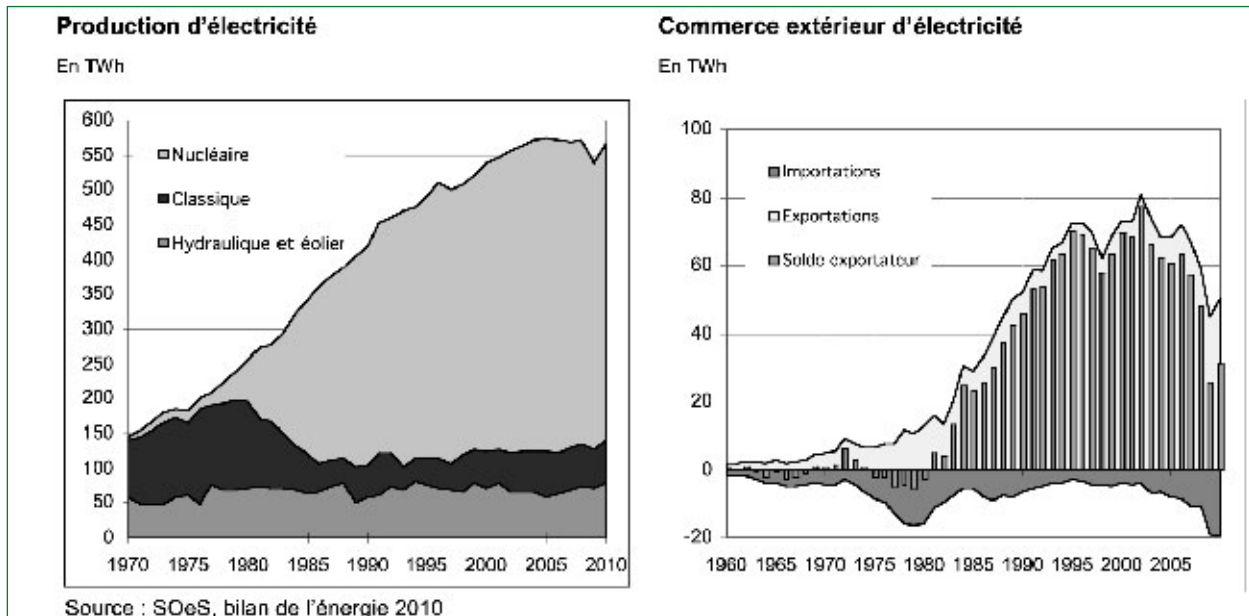 Production d'électricité
En TWh
600
550
500
450
400
350
300
250
200
150
100
50
0
Nucléaire
Classique
Hydraulique et éolien
1970 1975 1980 1985 1990 1995 2000 2005 2010
Source : SOeS, bilan de l'énergie 2010
Commerce extérieur d'électricité
En TWh
100
80
60
40
20
0
-20
Importations
Exportations
Solde exportateur
1960 1965 1970 1975 1980 1985 1990 1995 2000 2005